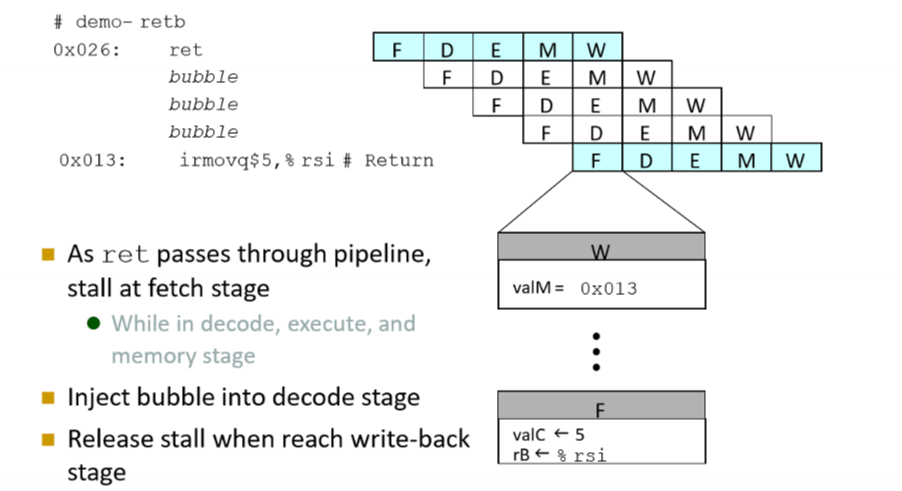 # demo- retb
0x026: ret
bubble
bubble
bubble
0x013: irmovq$5,% rsi # Return
F D E M W
F D E M W
F D E M W
F D E M W
F D E M W
As ret passes through pipeline,
stall at fetch stage
While in decode, execute, and
memory stage
Inject bubble into decode stage
Release stall when reach write-back
stage
W
valM = 0x013
F
valC ← 5
rB ← % rsi